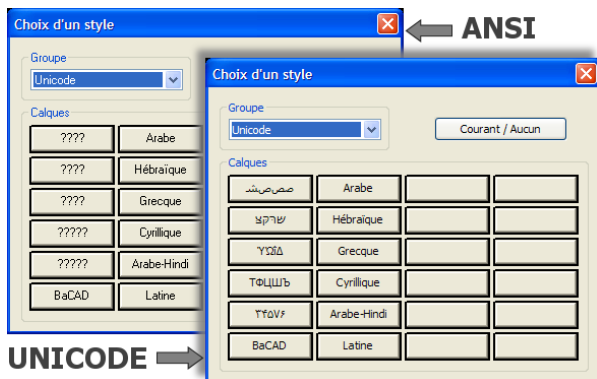 Choix d'un style
ANSI
Groupe
Unicode
Calques
???? Arabe
???? Hébraïque
???? Grecque
????? Cyrillique
????? Arabe-Hindi
BaCAD Latine
Choix d'un style
Groupe
Unicode
Courant / Aucun
Calques
Arabe
שרקצ Hébraïque
Grecque
ТФЦШЪ Cyrillique
۳۴۵۷۶ Arabe-Hindi
BaCAD Latine
UNICODE